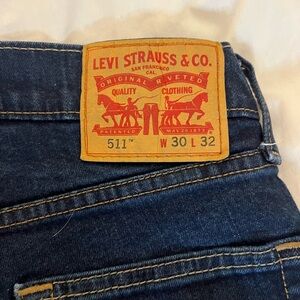 LEVI STRAUSS & CO.
SAN FRANCISCO
CAL.
ORIGINAL RIVETED
QUALITY CLOTHING
PATENTED MAY 20 1873
511™ W 30 L 32